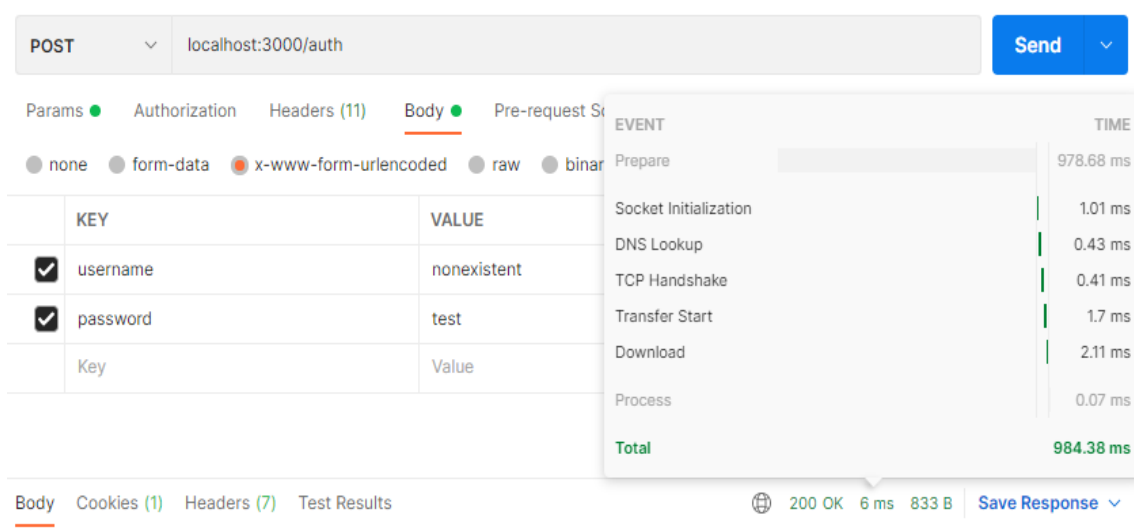 POST localhost:3000/auth Send
Params Authorization Headers (11) Body Pre-request
none form-data x-www-form-urlencoded raw
KEY VALUE
username nonexistent
password test
Key Value
EVENT TIME
Prepare 978.68 ms
Socket Initialization 1.01 ms
DNS Lookup 0.43 ms
TCP Handshake 0.41 ms
Transfer Start 1.7 ms
Download 2.11 ms
Process 0.07 ms
Total 984.38 ms
Body Cookies (1) Headers (7) Test Results 200 OK 6 ms 833 B Save Response